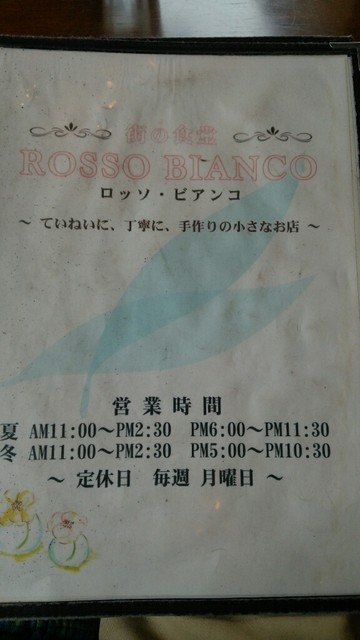 街の食堂
ROSSO BIANCO
ロッソ・ビアンコ
～ ていねいに、丁寧に、手作りの小さなお店 ～
営業時間
夏 AM11:00～PM2:30 PM6:00～PM11:30
冬 AM11:00～PM2:30 PM5:00～PM10:30
～ 定休日 毎週 月曜日 ～